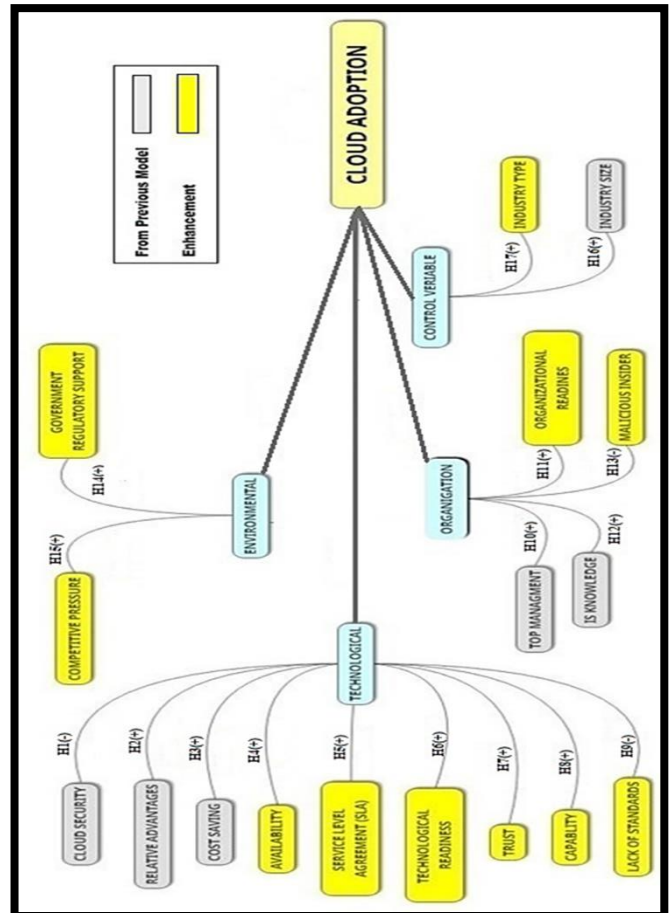 CLOUD ADOPTION
From Previous Model
Enhancement
GOVERNMENT
REGULATORY SUPPORT
H14(+)
COMPETITIVE PRESSURE
H15(+)
ENVIRONMENTAL
CONTROL VERIABLE
H17(+)
INDUSTRY TYPE
H16(+)
INDUSTRY SIZE
ORGANIGATION
H11(+)
ORGANIZATIONAL
READINES
H13(-)
MALICIOUS INSIDER
H10(+)
TOP MANAGMENT
H12(+)
IS KNOWLEDGE
TECHNOLOGICAL
H1(-)
CLOUD SECURITY
H2(+)
RELATIVE ADVANTAGES
H3(+)
COST SAVING
H4(+)
AVAILABILITY
H5(+)
SERVICE LEVEL
AGREEMENT (SLA)
H6(+)
TECHNOLOGICAL
READINESS
H7(+)
TRUST
H8(+)
CAPABLITY
H9(-)
LACK OF STANDARDS